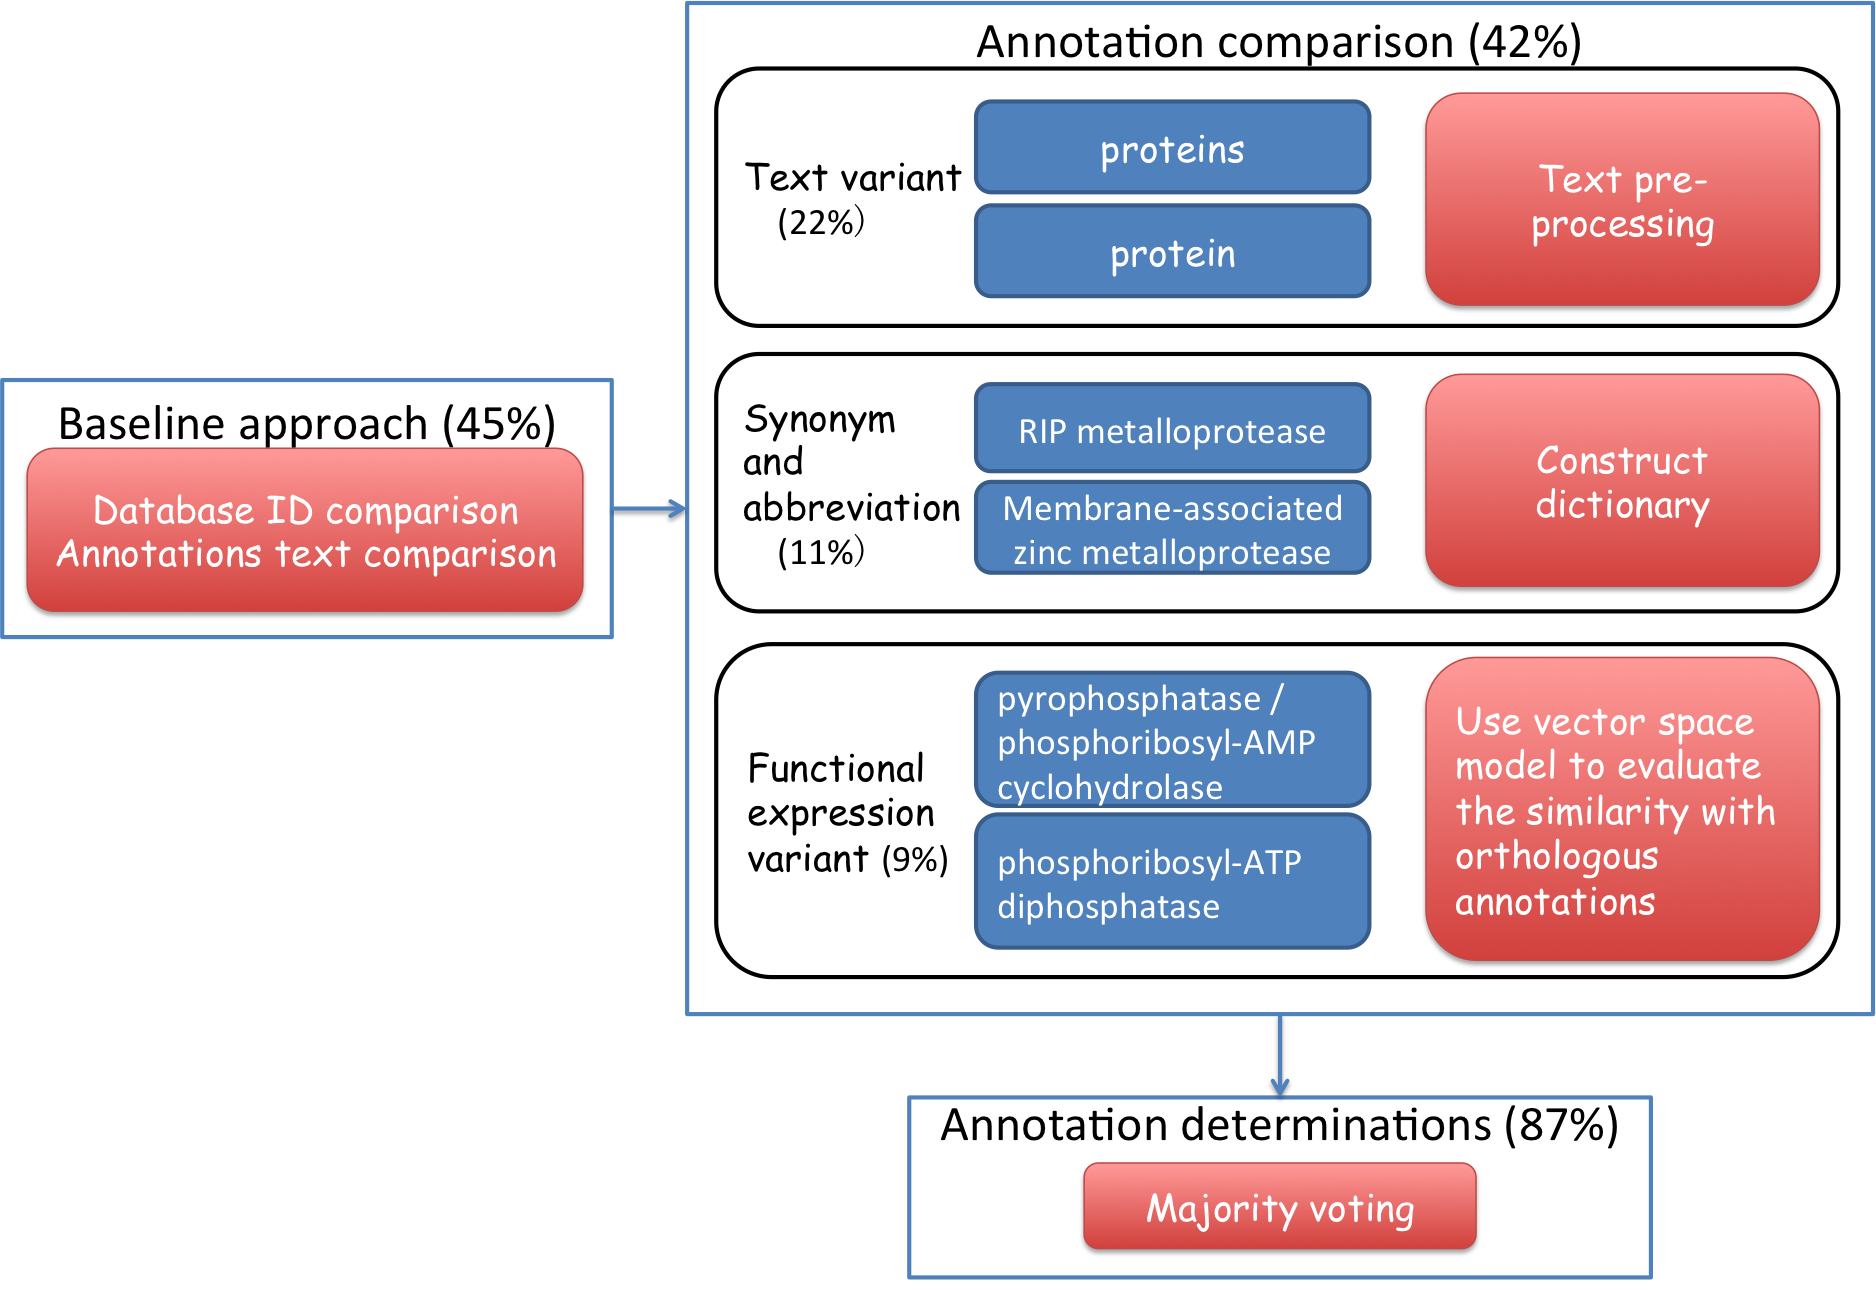 Annotation comparison (42%)
Text variant
(22%)
proteins
protein
Text pre-
processing
Baseline approach (45%)
Database ID comparison
Annotations text comparison
Synonym
and
abbreviation
(11%)
RIP metalloprotease
Membrane-associated
zinc metalloprotease
Construct
dictionary
Functional
expression
variant (9%)
pyrophosphatase /
phosphoribosyl-AMP
cyclohydrolase
phosphoribosyl-ATP
diphosphatase
Use vector space
model to evaluate
the similarity with
orthologous
annotations
Annotation determinations (87%)
Majority voting